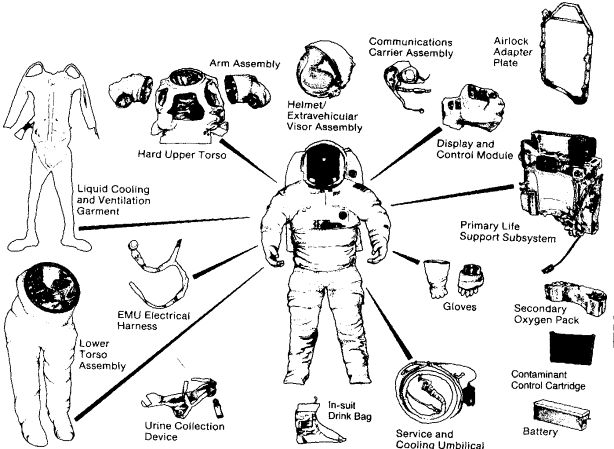 Communications
Carrier Assembly
Airlock
Adapter
Plate
Arm Assembly
Helmet/
Extravehicular
Visor Assembly
Hard Upper Torso
Display and
Control Module
Liquid Cooling
and Ventilation
Garment
Primary Life
Support Subsystem
EMU Electrical
Harness
Gloves
Secondary
Oxygen Pack
Lower
Torso
Assembly
Contaminant
Control Cartridge
Urine Collection
Device
In-suit
Drink Bag
Service and
Cooling Umbilical
Battery